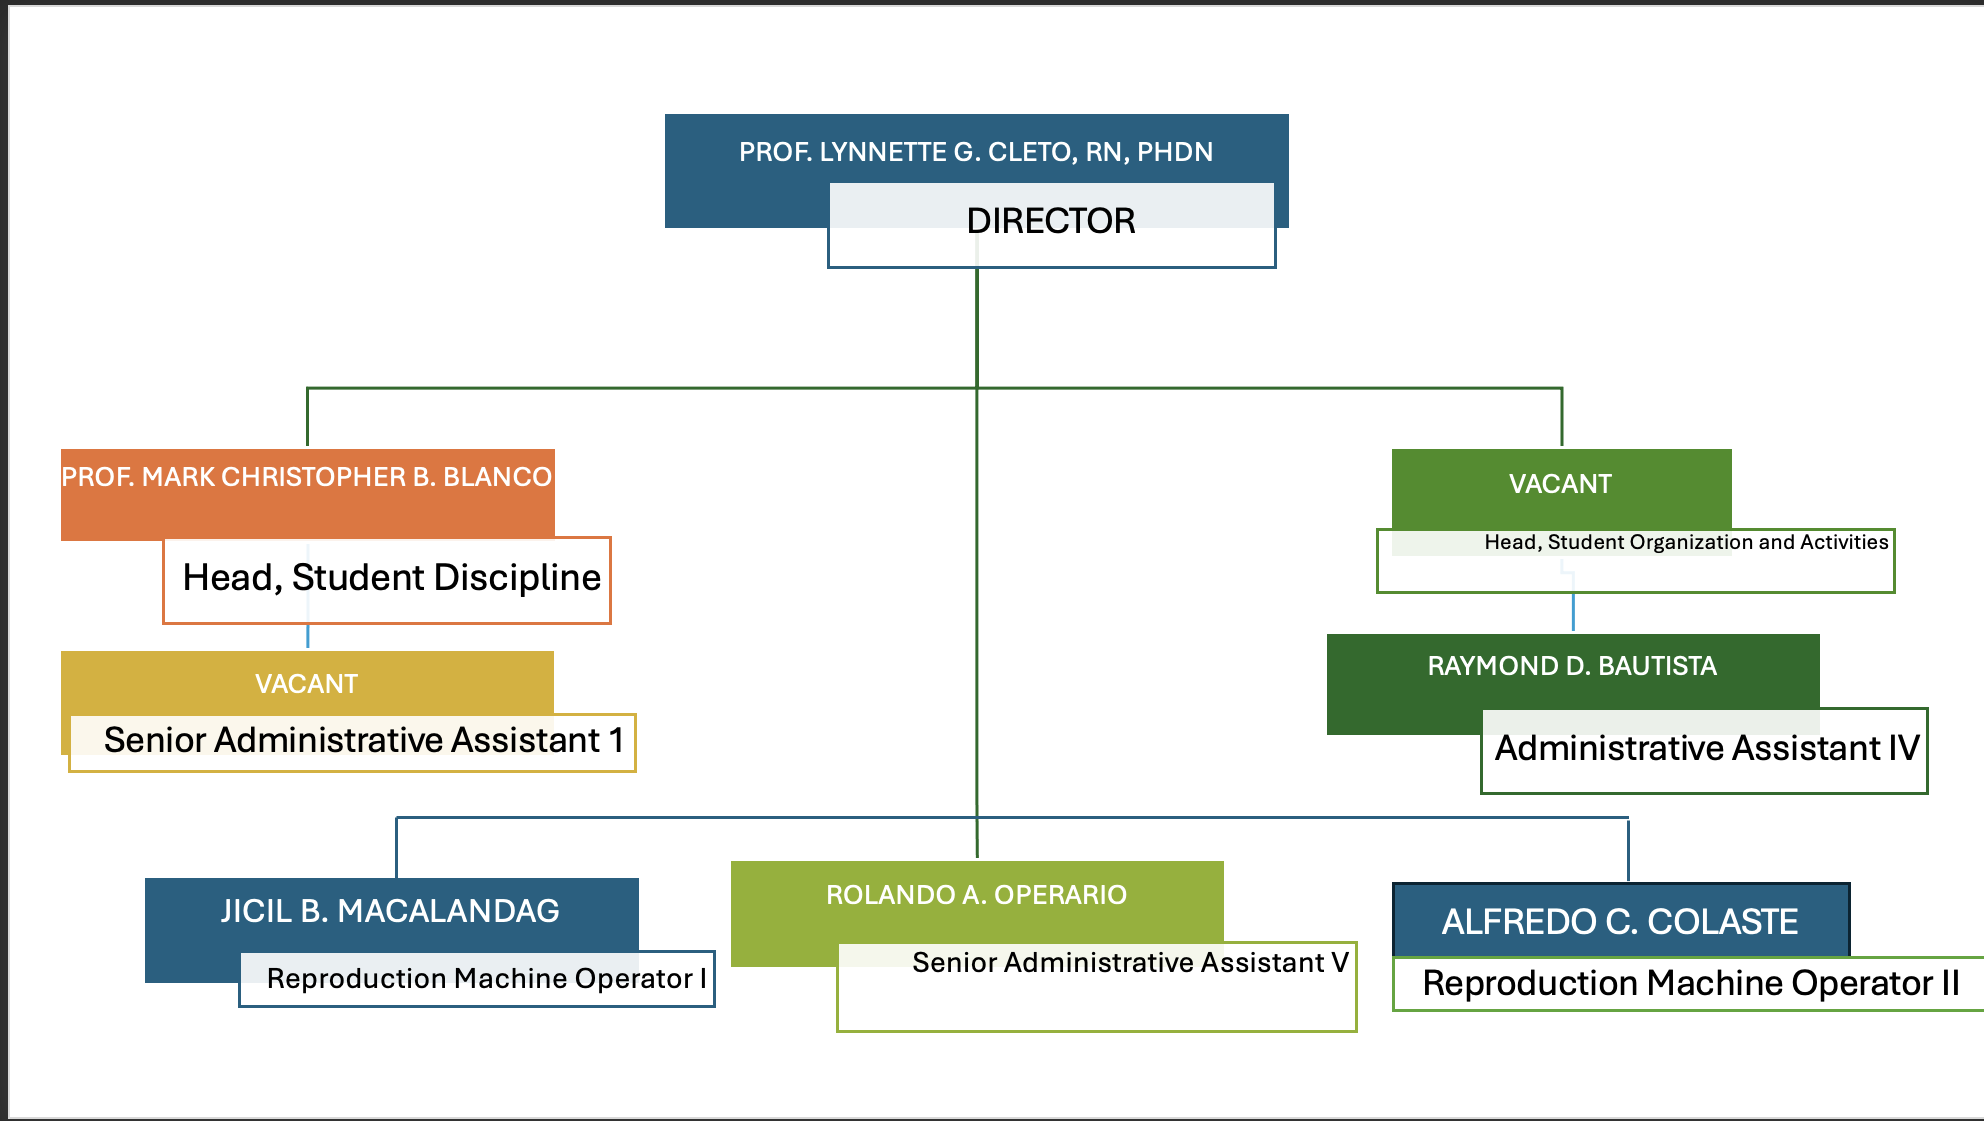 PROF. LYNNETTE G. CLETO, RN, PHDN
DIRECTOR
PROF. MARK CHRISTOPHER B. BLANCO
Head, Student Discipline
VACANT
Senior Administrative Assistant 1
VACANT
Head, Student Organization and Activities
RAYMOND D. BAUTISTA
Administrative Assistant IV
JICIL B. MACALANDAG
Reproduction Machine Operator I
ROLANDO A. OPERARIO
Senior Administrative Assistant V
ALFREDO C. COLASTE
Reproduction Machine Operator II